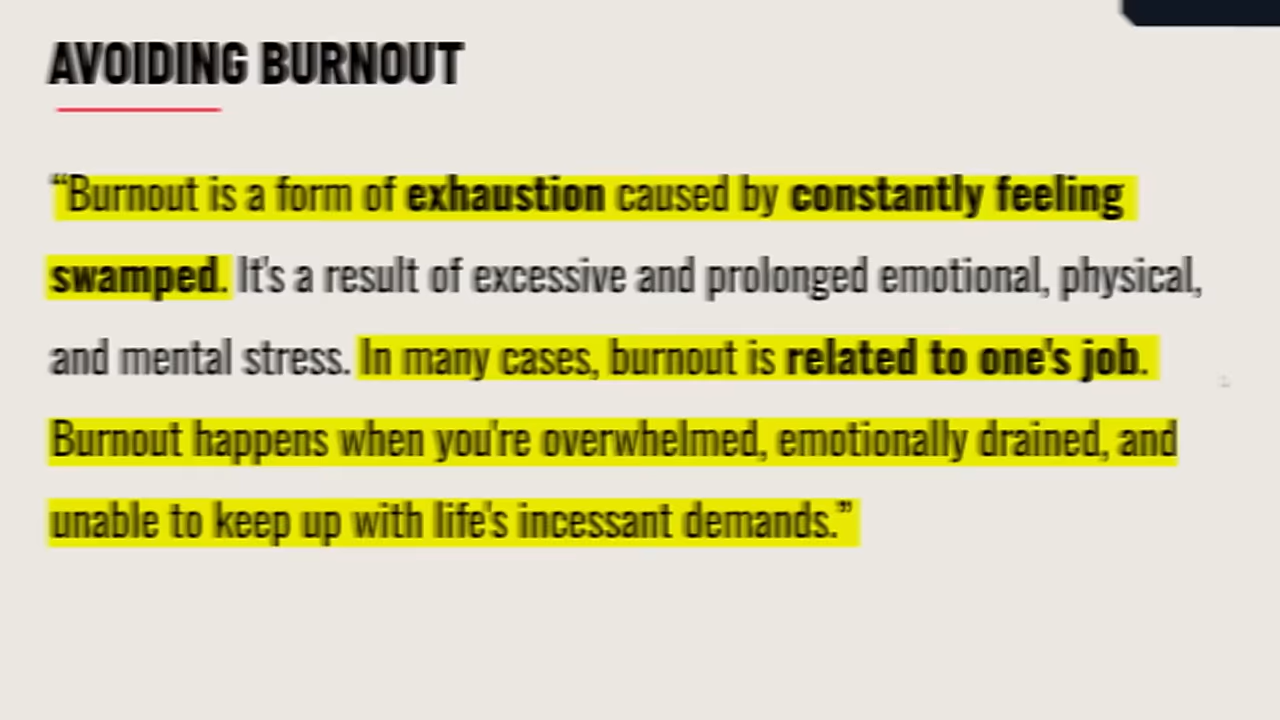 AVOIDING BURNOUT
“Burnout is a form of exhaustion caused by constantly feeling
swamped. It's a result of excessive and prolonged emotional, physical,
and mental stress. In many cases, burnout is related to one's job.
Burnout happens when you're overwhelmed, emotionally drained, and
unable to keep up with life's incessant demands.”